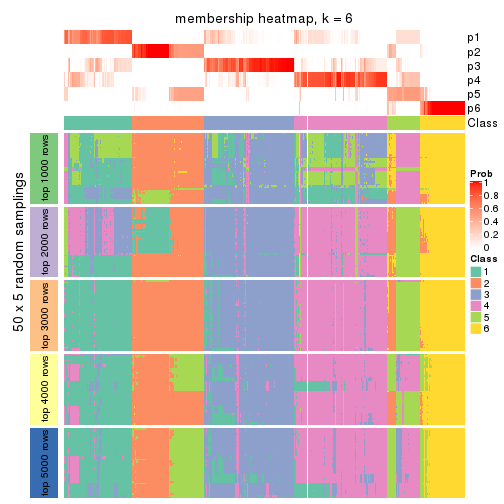 membership heatmap, k = 6
p1
p2
p3
p4
p5
p6
Class
50 x 5 random samplings
top 1000 rows
top 2000 rows
top 3000 rows
top 4000 rows
top 5000 rows
Prob
1
0.8
0.6
0.4
0.2
0
Class
1
2
3
4
5
6